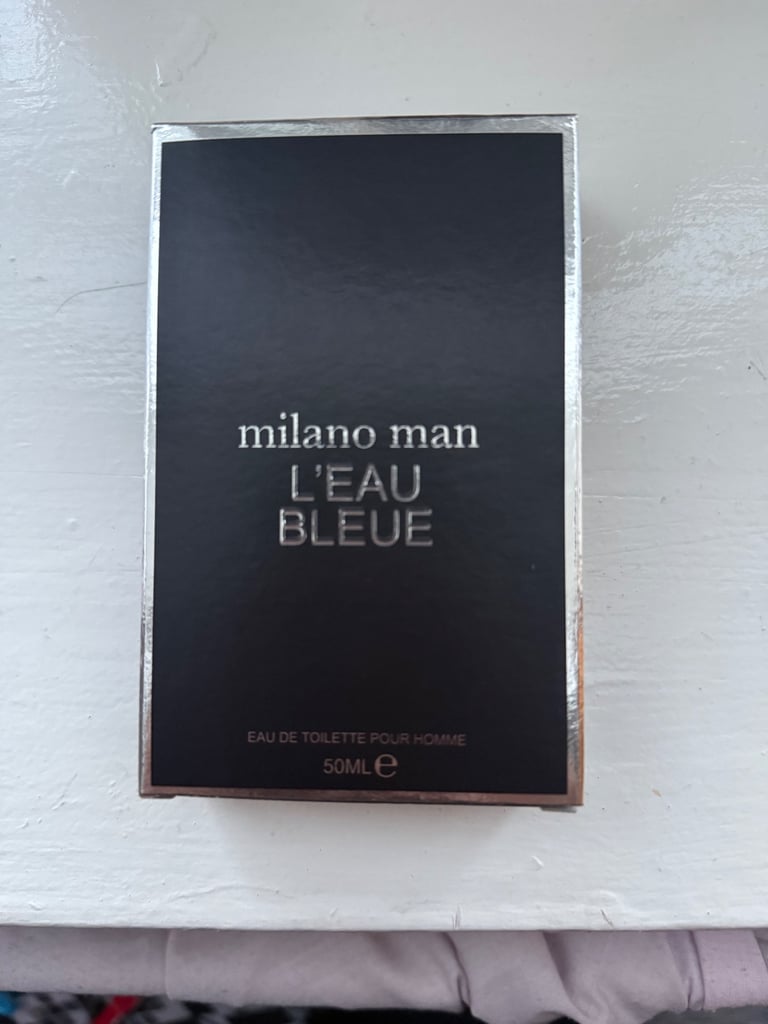 milano man
L'EAU
BLEUE
EAU DE TOILETTE POUR HOMME
50ML ℮